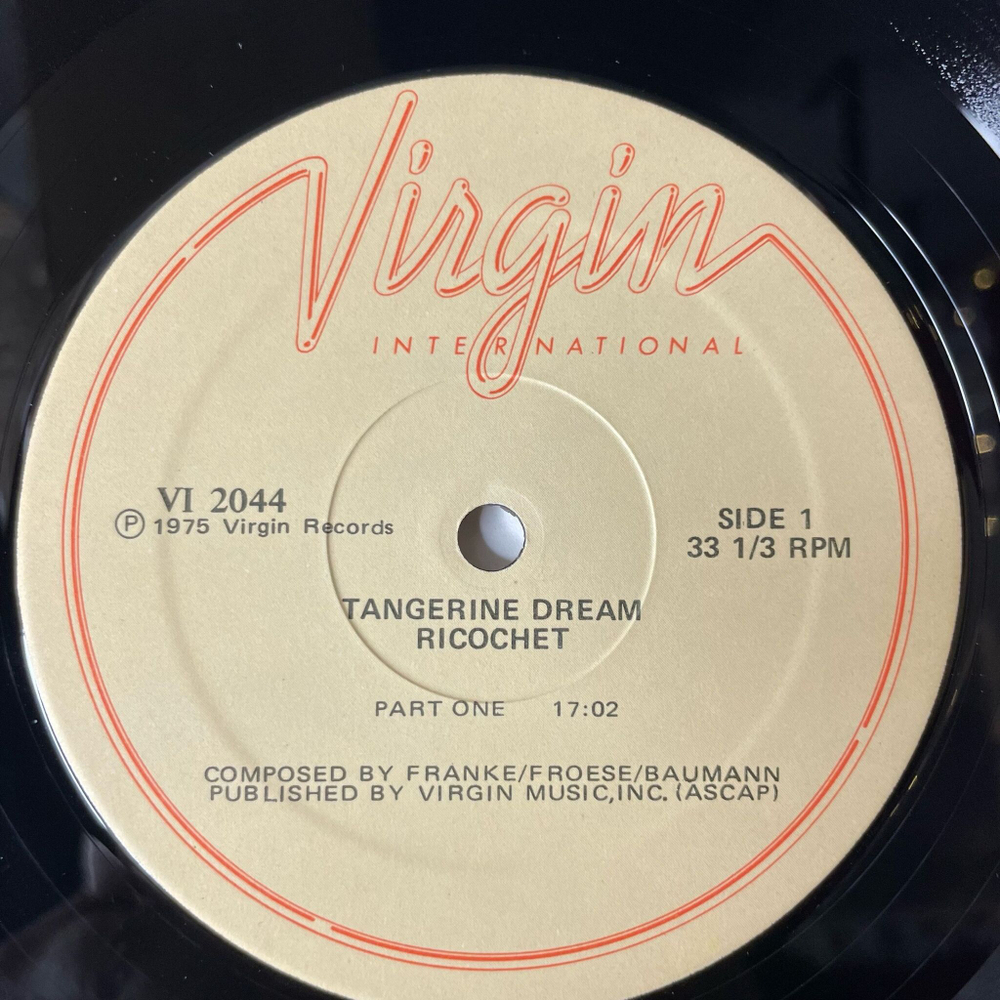 Virgin
INTERNATIONAL
VI 2044
Ⓟ 1975 Virgin Records
SIDE 1
33 1/3 RPM
TANGERINE DREAM
RICOCHET
PART ONE 17:02
COMPOSED BY FRANKE/FROESE/BAUMANN
PUBLISHED BY VIRGIN MUSIC,INC. (ASCAP)